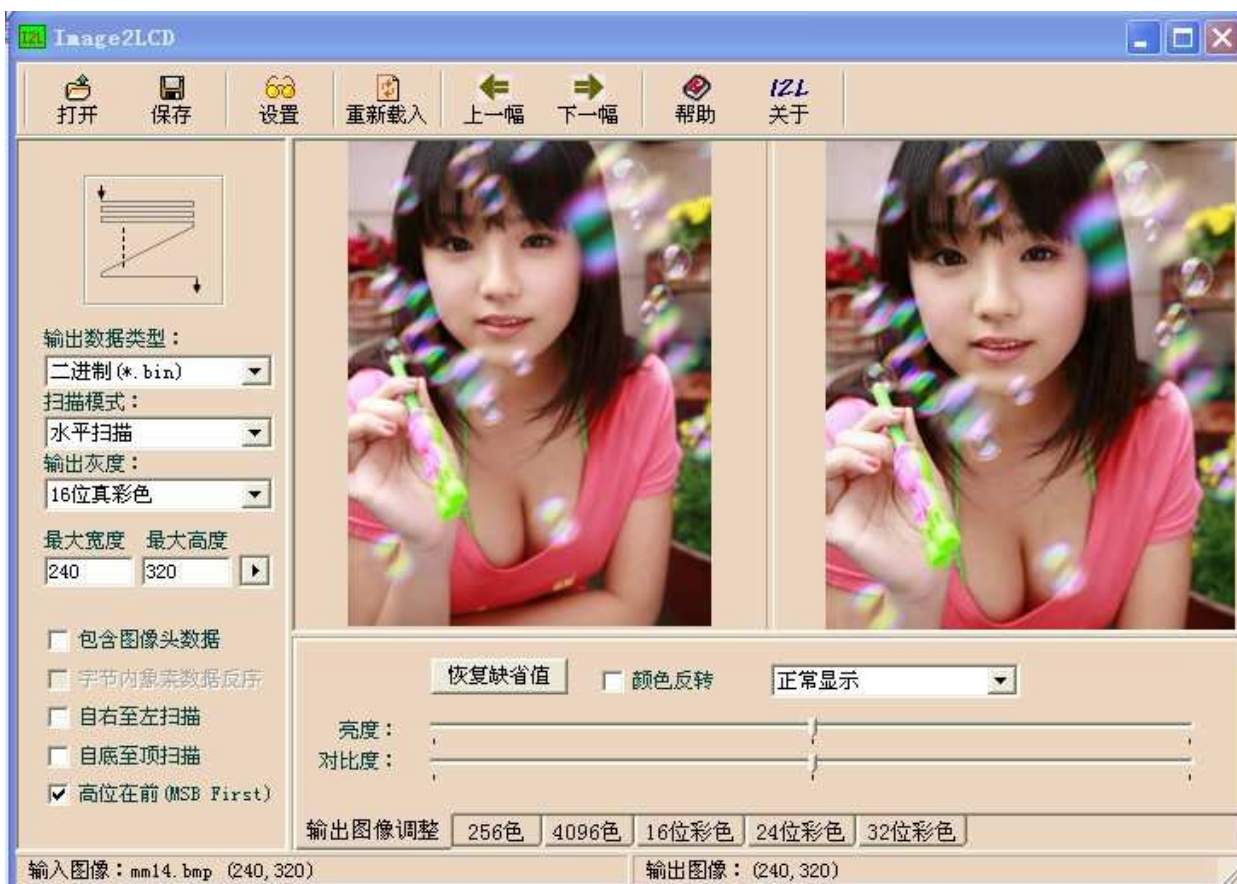 I2L Image2LCD
打开 保存 设置 重新载入 上一幅 下一幅 帮助 I2L 关于
输出数据类型：
二进制(*.bin)
扫描模式：
水平扫描
输出灰度：
16位真彩色
最大宽度 最大高度
240 320
包含图像头数据
字节内象素数据反序
自右至左扫描
自底至顶扫描
高位在前(MSB First)
恢复缺省值 颜色反转 正常显示
亮度：
对比度：
输出图像调整 256色 4096色 16位彩色 24位彩色 32位彩色
输入图像：mm14.bmp (240,320) 输出图像：(240,320)